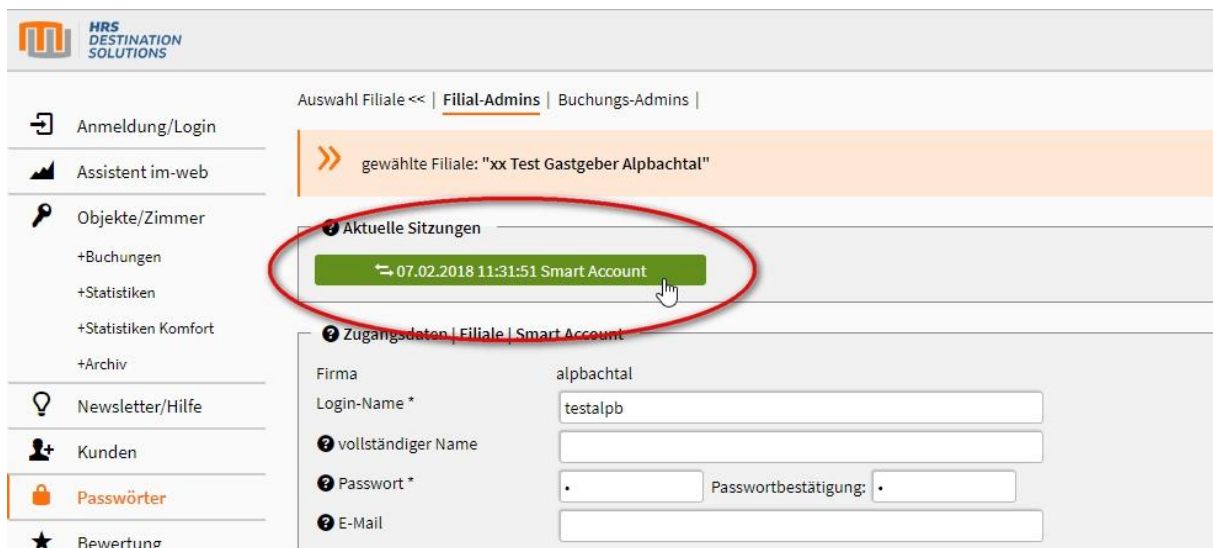 HRS
DESTINATION
SOLUTIONS
Anmeldung/Login
Assistent im-web
Objekte/Zimmer
+Buchungen
+Statistiken
+Statistiken Komfort
+Archiv
Newsletter/Hilfe
Kunden
Passwörter
Bewertung
Auswahl Filiale << | Filial-Admins | Buchungs-Admins |
gewählte Filiale: "xx Test Gastgeber Alpbachtal"
Aktuelle Sitzungen
07.02.2018 11:31:51 Smart Account
Zugangsdaten | Filiale | Smart Account
Firma alpbachtal
Login-Name * testalpb
vollständiger Name
Passwort * • Passwortbestätigung: •
E-Mail